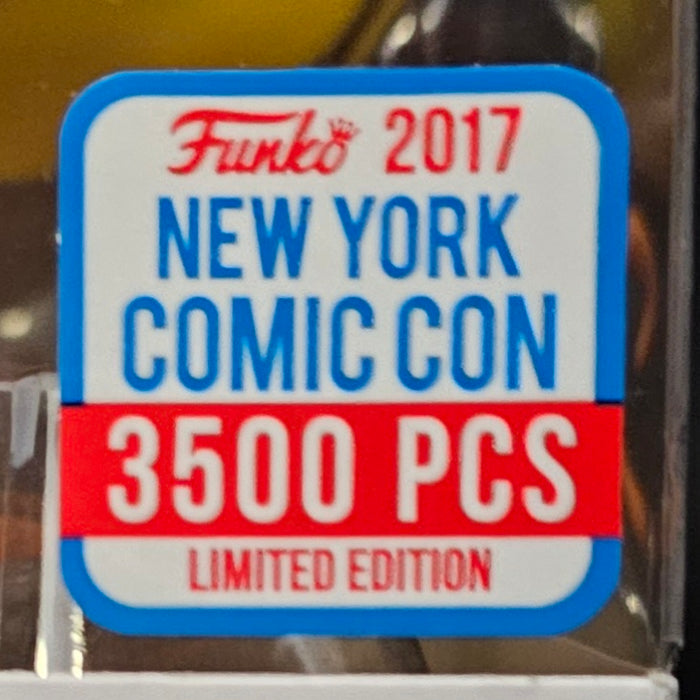 Funko 2017
NEW YORK
COMIC CON
3500 PCS
LIMITED EDITION